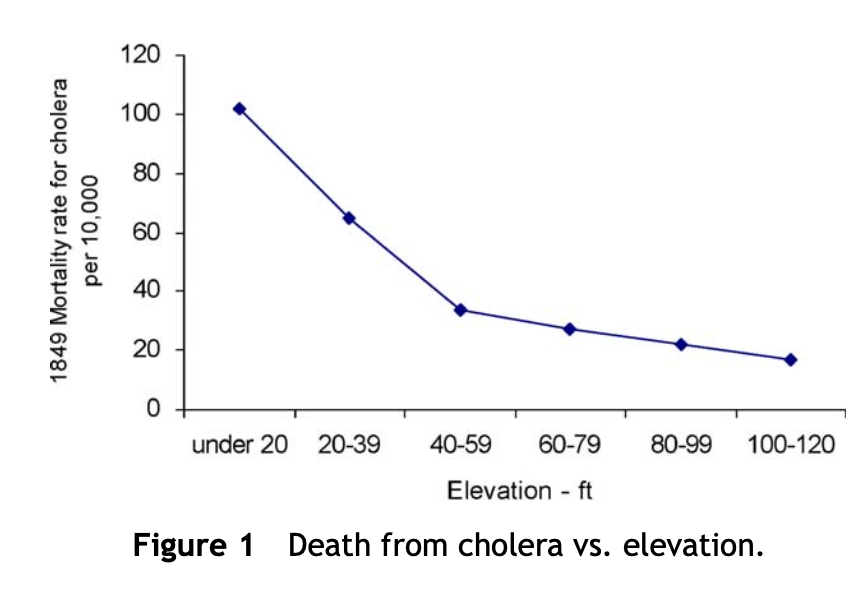 120
100
80
60
40
20
0
1849 Mortality rate for cholera
per 10,000
under 20 20-39 40-59 60-79 80-99 100-120
Elevation - ft
Figure 1 Death from cholera vs. elevation.